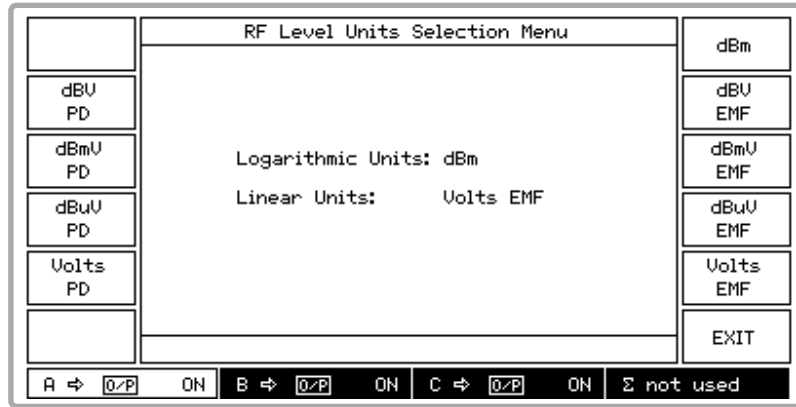 RF Level Units Selection Menu
dBm
dBV
PD
dBV
EMF
dBmV
PD
Logarithmic Units: dBm
dBmV
EMF
dBuV
PD
Linear Units: Volts EMF
dBuV
EMF
Volts
PD
Volts
EMF
EXIT
A ⇨ O/P ON B ⇨ O/P ON C ⇨ O/P ON Σ not used